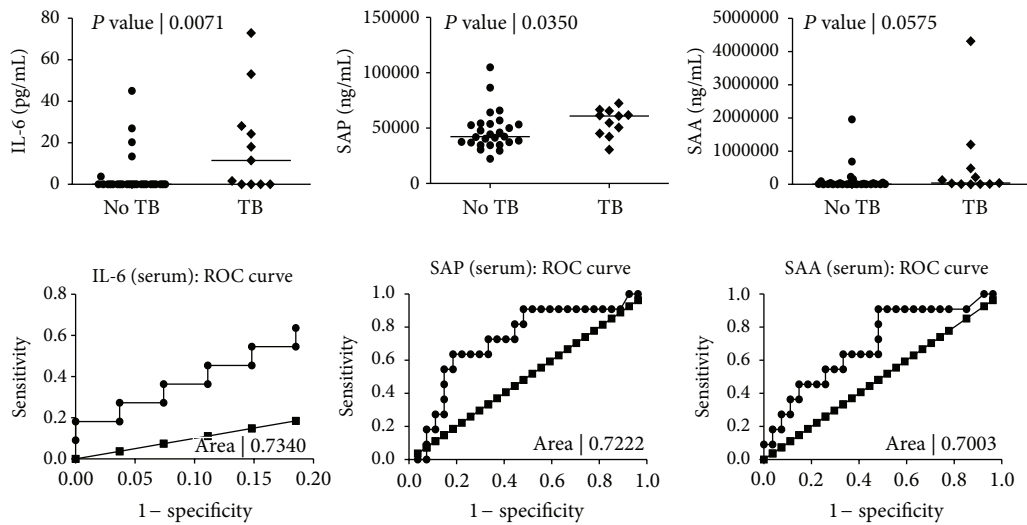 P value | 0.0071
IL-6 (pg/mL)
80
60
40
20
0
No TB
TB
P value | 0.0350
SAP (ng/mL)
150000
100000
50000
0
No TB
TB
P value | 0.0575
SAA (ng/mL)
5000000
4000000
3000000
2000000
1000000
0
No TB
TB
IL-6 (serum): ROC curve
Sensitivity
0.8
0.6
0.4
0.2
0.0
Area | 0.7340
0.00 0.05 0.10 0.15 0.20
1 − specificity
SAP (serum): ROC curve
Sensitivity
1.0
0.8
0.6
0.4
0.2
0.0
Area | 0.7222
0.0 0.2 0.4 0.6 0.8 1.0
1 − specificity
SAA (serum): ROC curve
Sensitivity
1.0
0.8
0.6
0.4
0.2
0.0
Area | 0.7003
0.0 0.2 0.4 0.6 0.8 1.0
1 − specificity